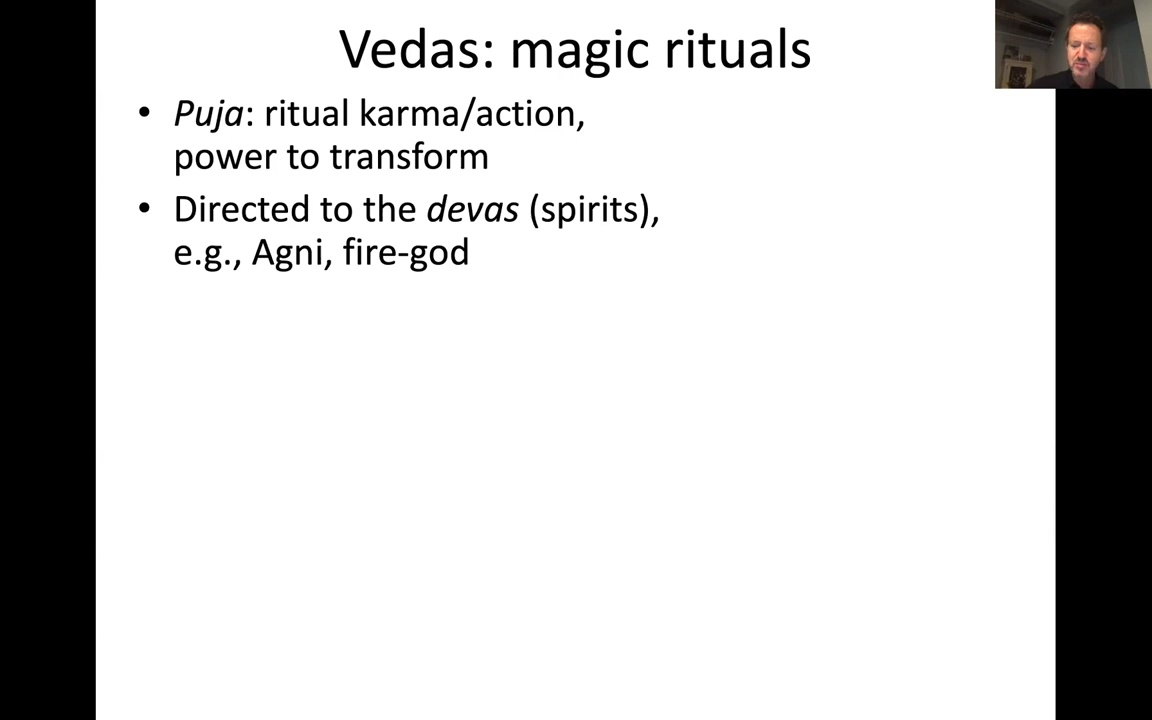 Vedas: magic rituals
• Puja: ritual karma/action,
power to transform
• Directed to the devas (spirits),
e.g., Agni, fire-god